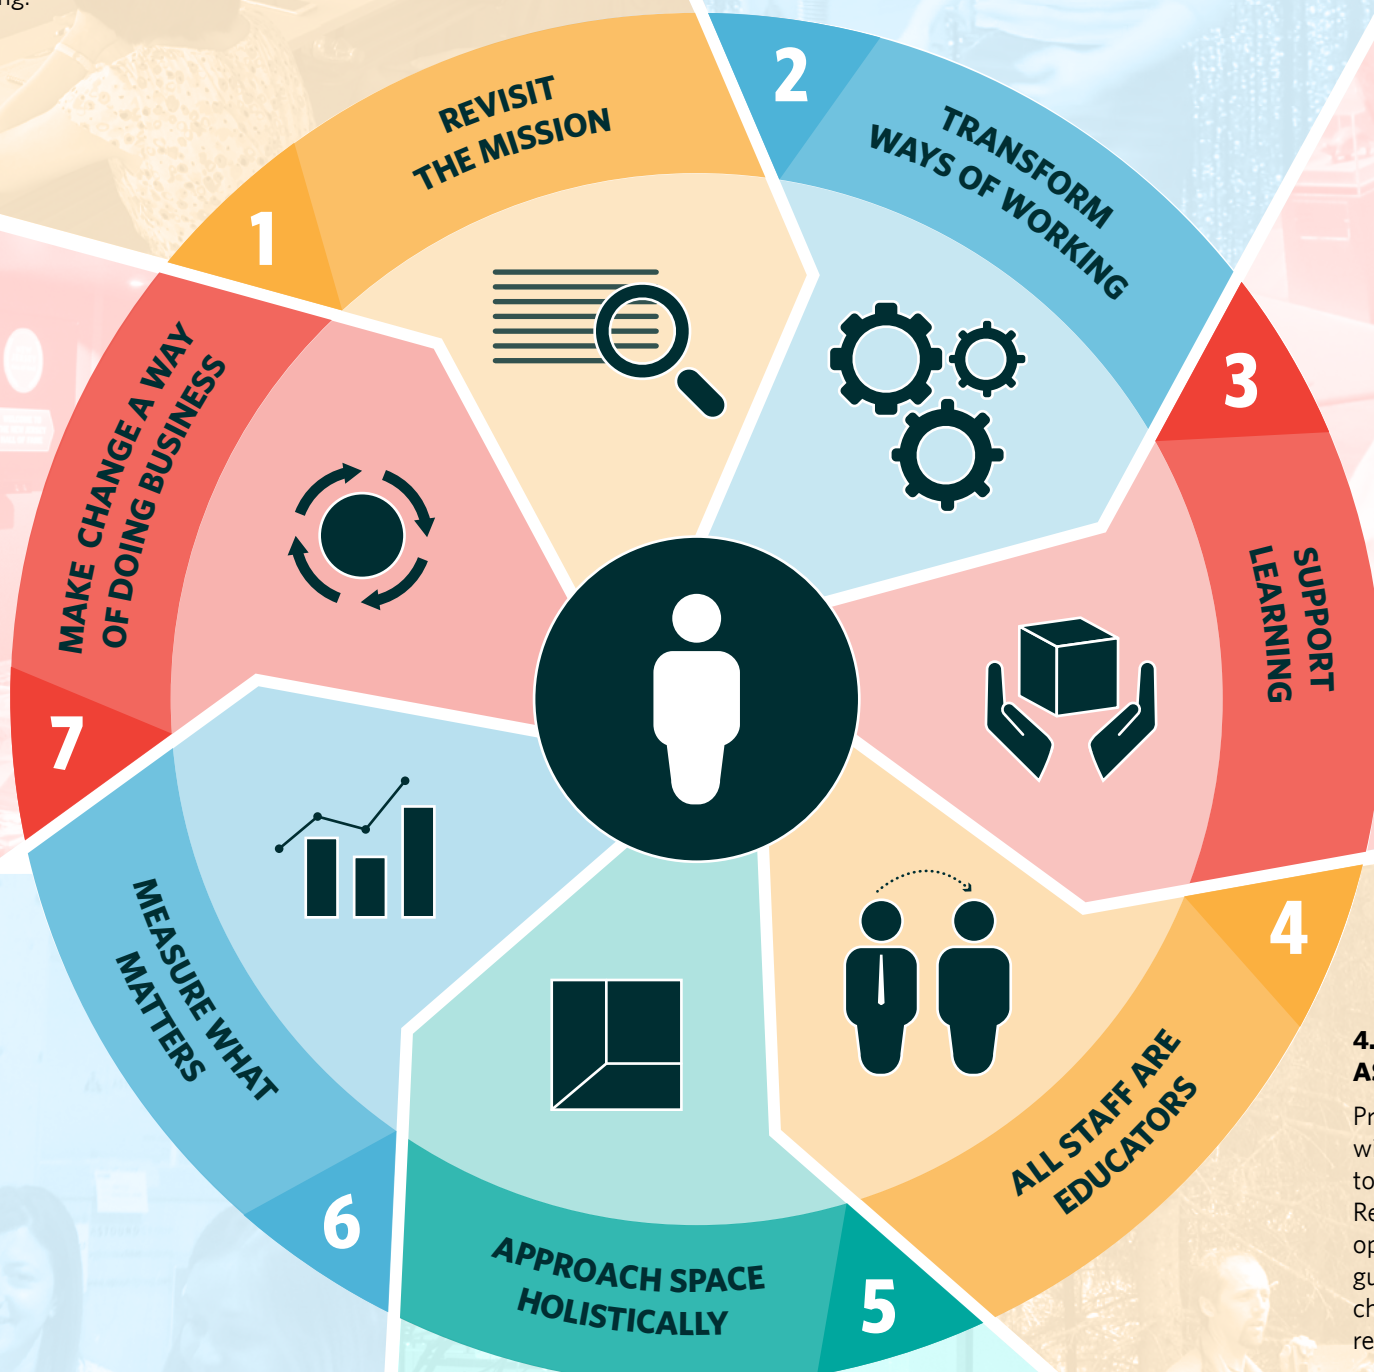 1
REVISIT
THE MISSION
2
TRANSFORM
WAYS OF WORKING
3
SUPPORT
LEARNING
4
ALL STAFF ARE
EDUCATORS
5
APPROACH SPACE
HOLISTICALLY
6
MEASURE WHAT
MATTERS
7
MAKE CHANGE A WAY
OF DOING BUSINESS
4.